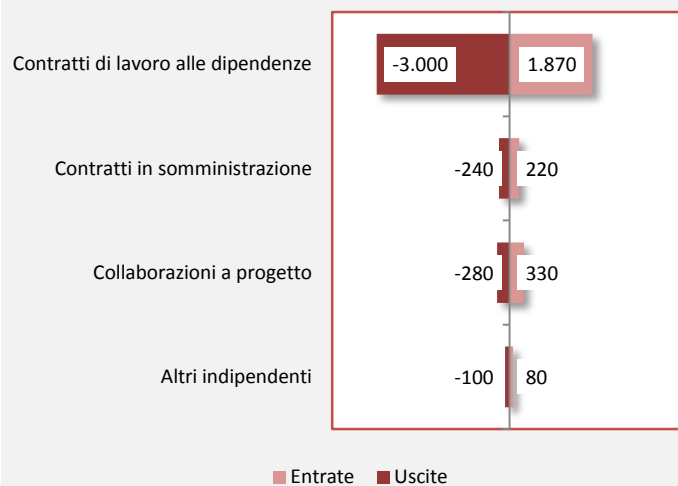 Contratti di lavoro alle dipendenze -3.000 1.870
Contratti in somministrazione -240 220
Collaborazioni a progetto -280 330
Altri indipendenti -100 80
Entrate Uscite